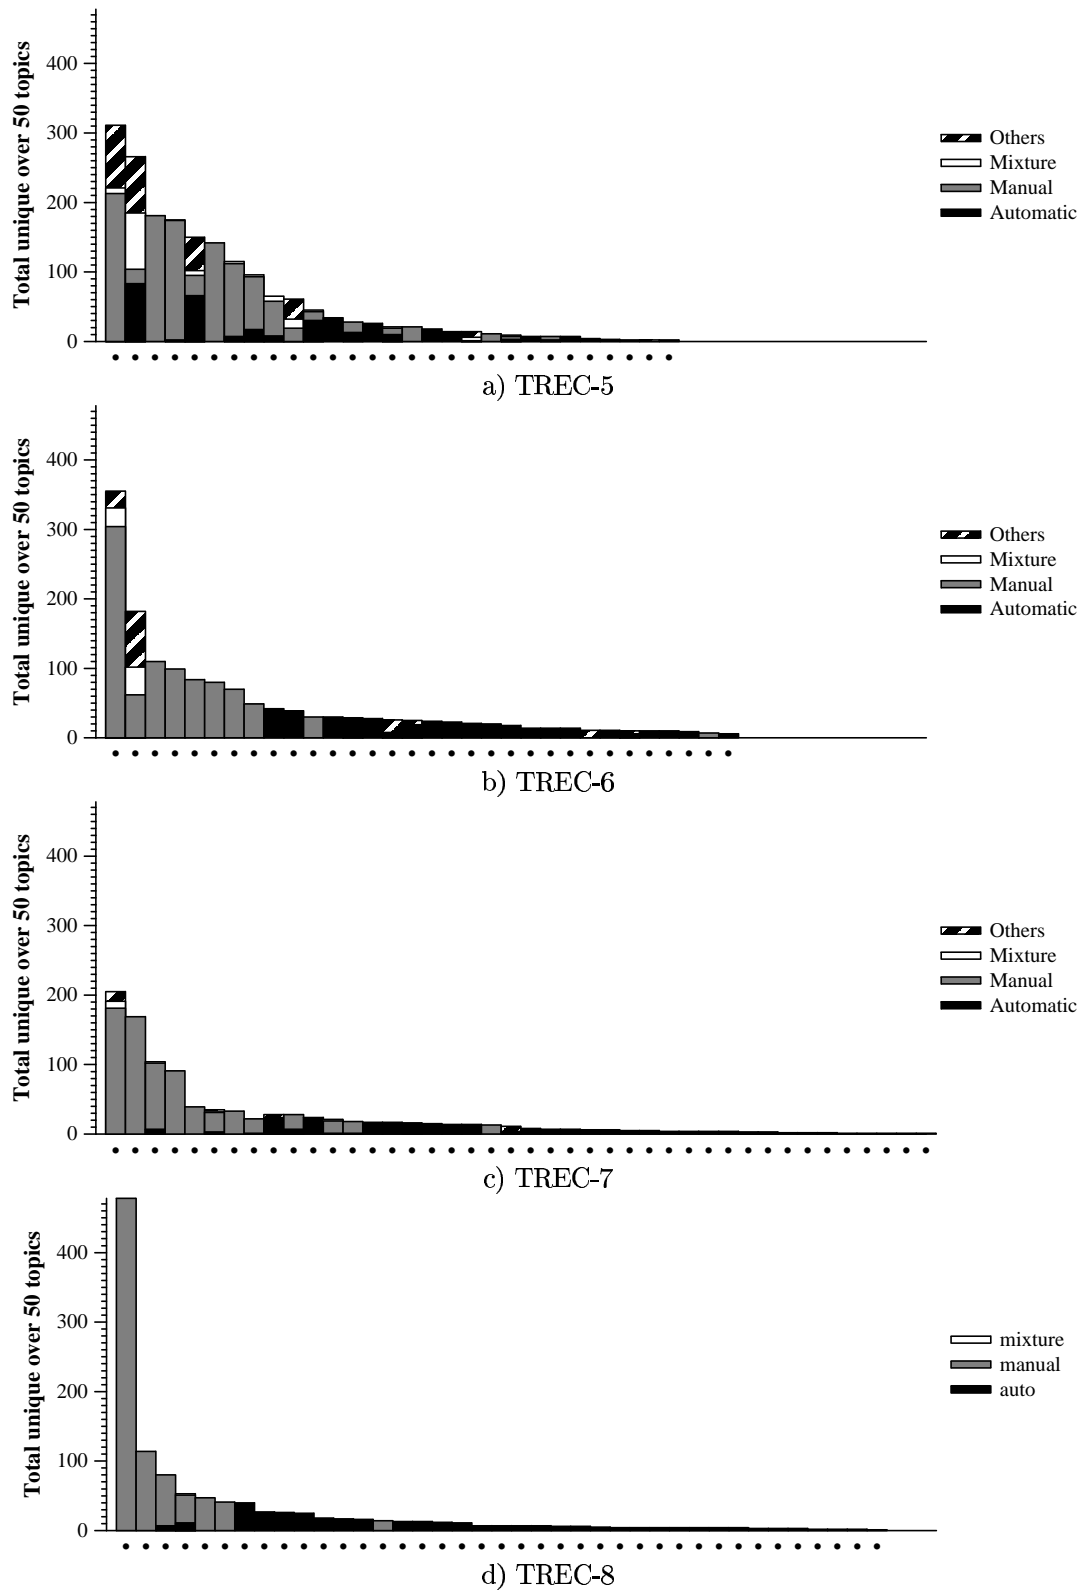 Total unique over 50 topics
400
300
200
100
0
Others
Mixture
Manual
Automatic
a) TREC-5
Total unique over 50 topics
400
300
200
100
0
Others
Mixture
Manual
Automatic
b) TREC-6
Total unique over 50 topics
400
300
200
100
0
Others
Mixture
Manual
Automatic
c) TREC-7
Total unique over 50 topics
400
300
200
100
0
mixture
manual
auto
d) TREC-8